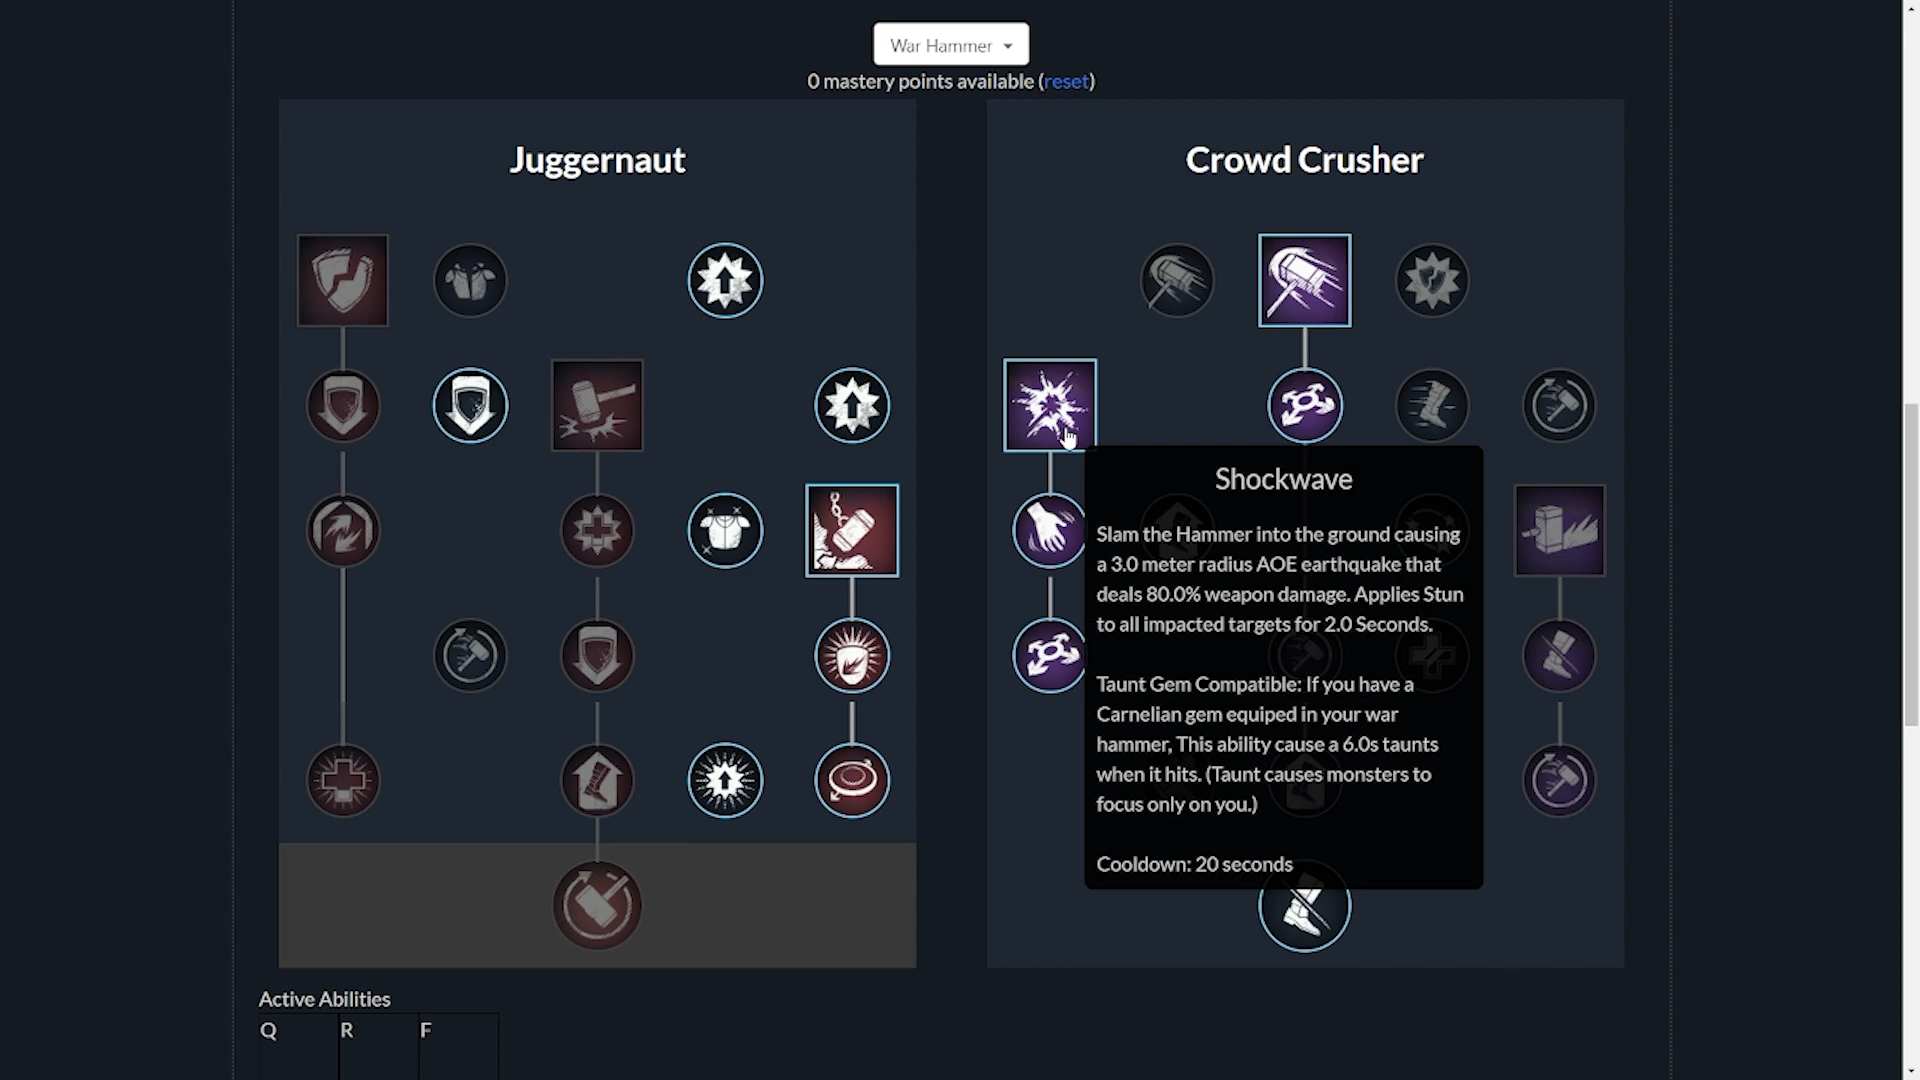 War Hammer
0 mastery points available (reset)
Juggernaut
Crowd Crusher
Shockwave
Slam the Hammer into the ground causing
a 3.0 meter radius AOE earthquake that
deals 80.0% weapon damage. Applies Stun
to all impacted targets for 2.0 Seconds.
Taunt Gem Compatible: If you have a
Carnelian gem equiped in your war
hammer, This ability cause a 6.0s taunts
when it hits. (Taunt causes monsters to
focus only on you.)
Cooldown: 20 seconds
Active Abilities
Q R F